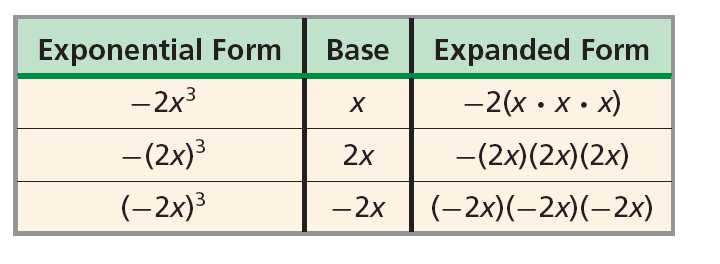 Exponential Form Base Expanded Form
−2x³ x −2(x · x · x)
−(2x)³ 2x −(2x)(2x)(2x)
(−2x)³ −2x (−2x)(−2x)(−2x)